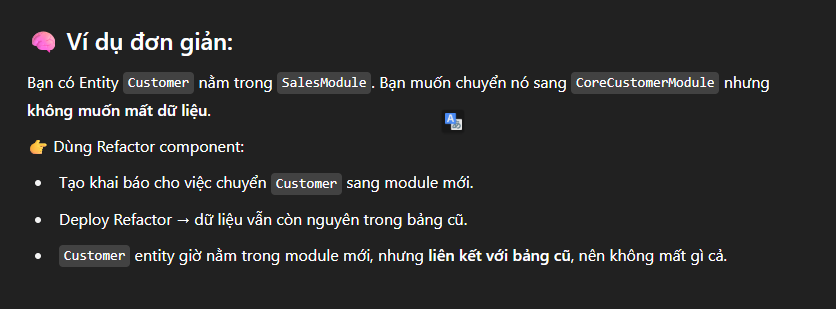 🧠 Ví dụ đơn giản:
Bạn có Entity Customer nằm trong SalesModule. Bạn muốn chuyển nó sang CoreCustomerModule nhưng
không muốn mất dữ liệu.
👉 Dùng Refactor component:
• Tạo khai báo cho việc chuyển Customer sang module mới.
• Deploy Refactor → dữ liệu vẫn còn nguyên trong bảng cũ.
• Customer entity giờ nằm trong module mới, nhưng liên kết với bảng cũ, nên không mất gì cả.